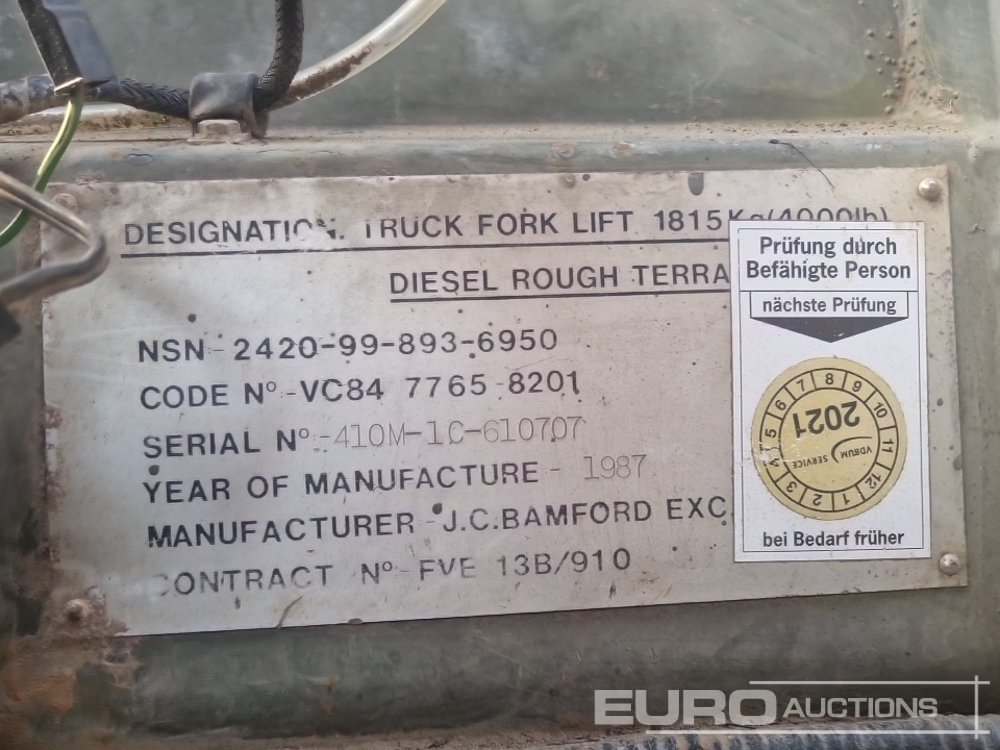 DESIGNATION. TRUCK FORK LIFT 1815Kg(4000lb)
DIESEL ROUGH TERRA
NSN - 2420-99-893-6950
CODE Nº - VC84 7765 8201
SERIAL Nº - 410M-1C-610707
YEAR OF MANUFACTURE - 1987
MANUFACTURER - J.C.BAMFORD EXC
CONTRACT Nº - FVE 13B/910
Prüfung durch
Befähigte Person
nächste Prüfung
1 2 3 4 5 6 7 8 9 10 11 12
2021
VDRUM SERVICE
bei Bedarf früher
EURO AUCTIONS